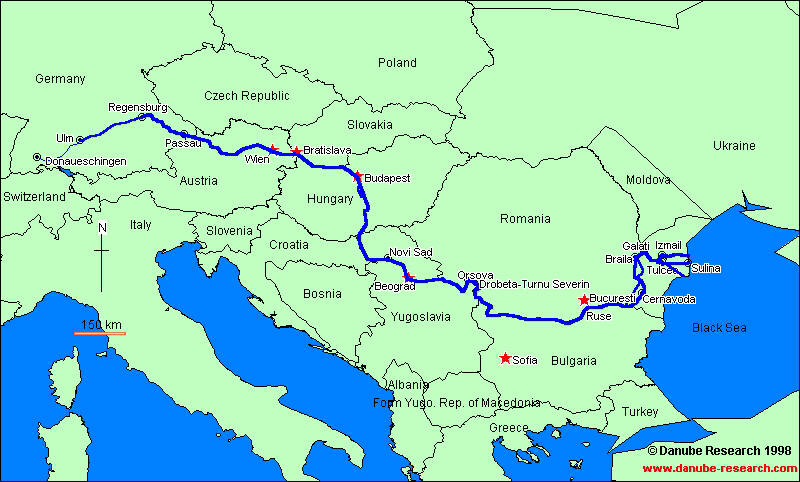 Poland
Germany
Czech Republic
Regensburg
Slovakia
Ukraine
Ulm
Passau
Bratislava
Wien
Donaueschingen
Budapest
Moldova
Austria
Switzerland
Hungary
Italy
N
Romania
Slovenia
Croatia
Novi Sad
Galati
Izmail
Braila
Tulcea
Sulina
Orsova
Drobeta-Turnu Severin
Beograd
Bosnia
Bucuresti
Cernavoda
Yugoslavia
Ruse
150 km
Black Sea
Sofia
Bulgaria
Albania
Form Yugo. Rep. of Macedonia
Turkey
Greece
© Danube Research 1998
www.danube-research.com